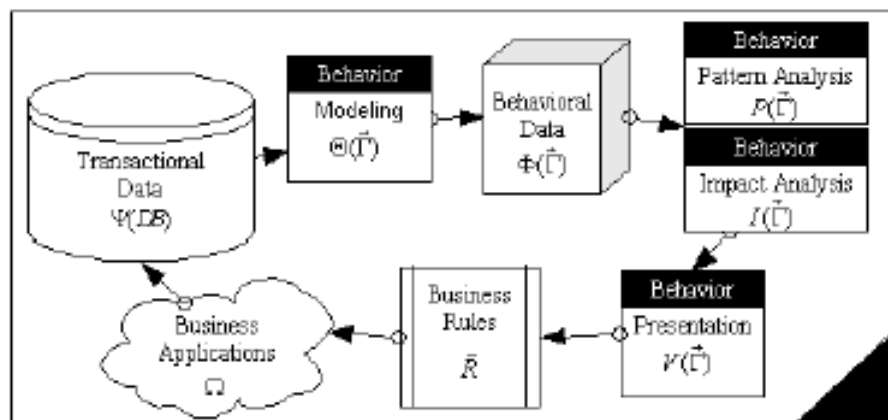 Transactional
Data
Ψ(DB)
Behavior
Modeling
Θ(Γ⃗)
Behavioral
Data
Φ(Γ⃗)
Behavior
Pattern Analysis
P(Γ⃗)
Behavior
Impact Analysis
I(Γ⃗)
Behavior
Presentation
V(Γ⃗)
Business
Rules
R̄
Business
Applications
Ω